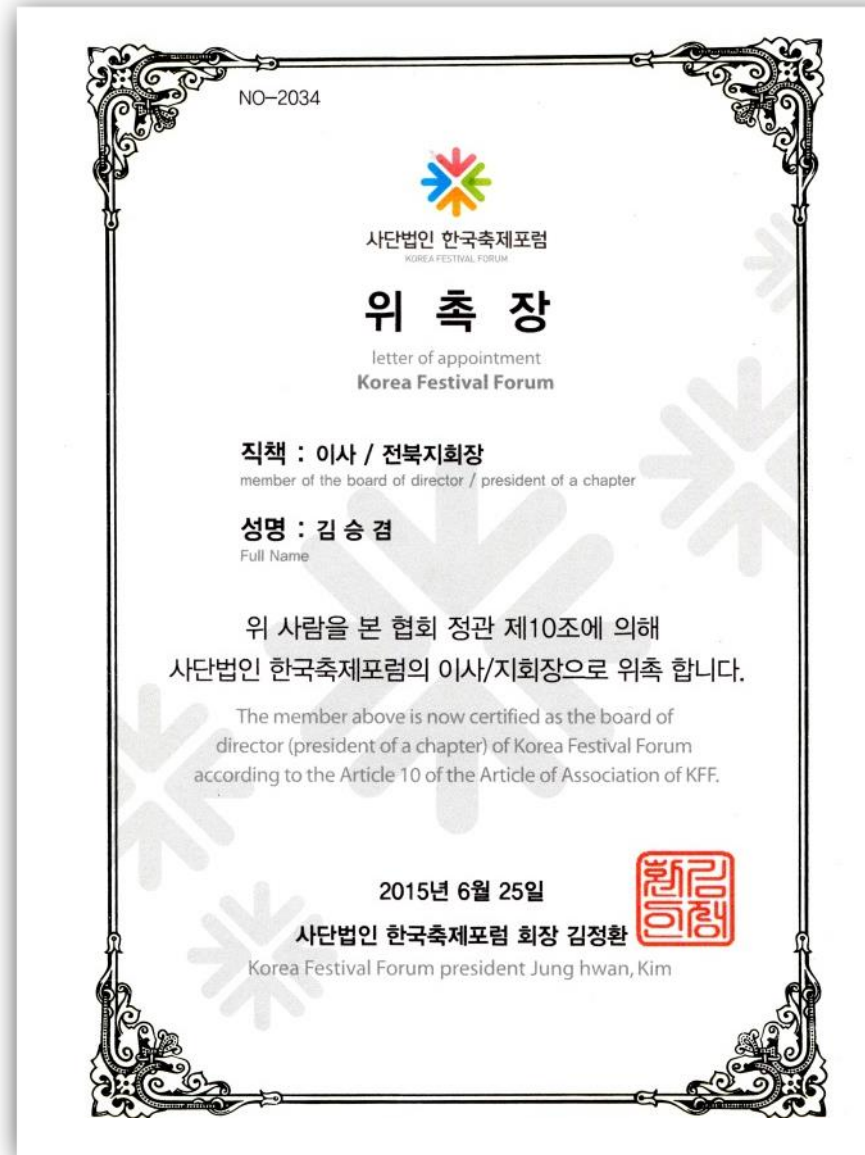 NO-2034
사단법인 한국축제포럼
KOREA FESTIVAL FORUM
위 촉 장
letter of appointment
Korea Festival Forum
직책 : 이사 / 전북지회장
member of the board of director / president of a chapter
성명 : 김 승 겸
Full Name
위 사람을 본 협회 정관 제10조에 의해
사단법인 한국축제포럼의 이사/지회장으로 위촉 합니다.
The member above is now certified as the board of
director (president of a chapter) of Korea Festival Forum
according to the Article 10 of the Article of Association of KFF.
2015년 6월 25일
사단법인 한국축제포럼 회장 김정환
Korea Festival Forum president Jung hwan, Kim